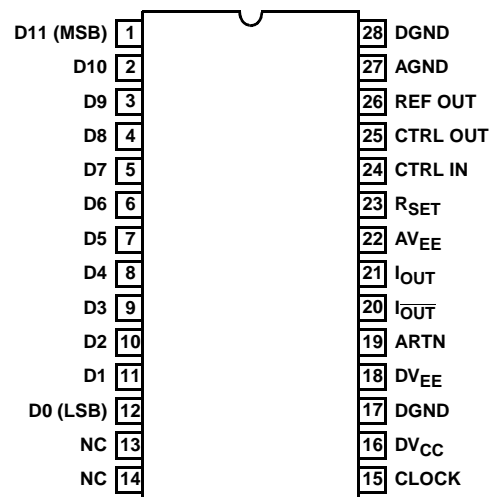 D11 (MSB) 1 28 DGND
D10 2 27 AGND
D9 3 26 REF OUT
D8 4 25 CTRL OUT
D7 5 24 CTRL IN
D6 6 23 RSET
D5 7 22 AVEE
D4 8 21 IOUT
D3 9 20 I̅O̅U̅T̅
D2 10 19 ARTN
D1 11 18 DVEE
D0 (LSB) 12 17 DGND
NC 13 16 DVCC
NC 14 15 CLOCK